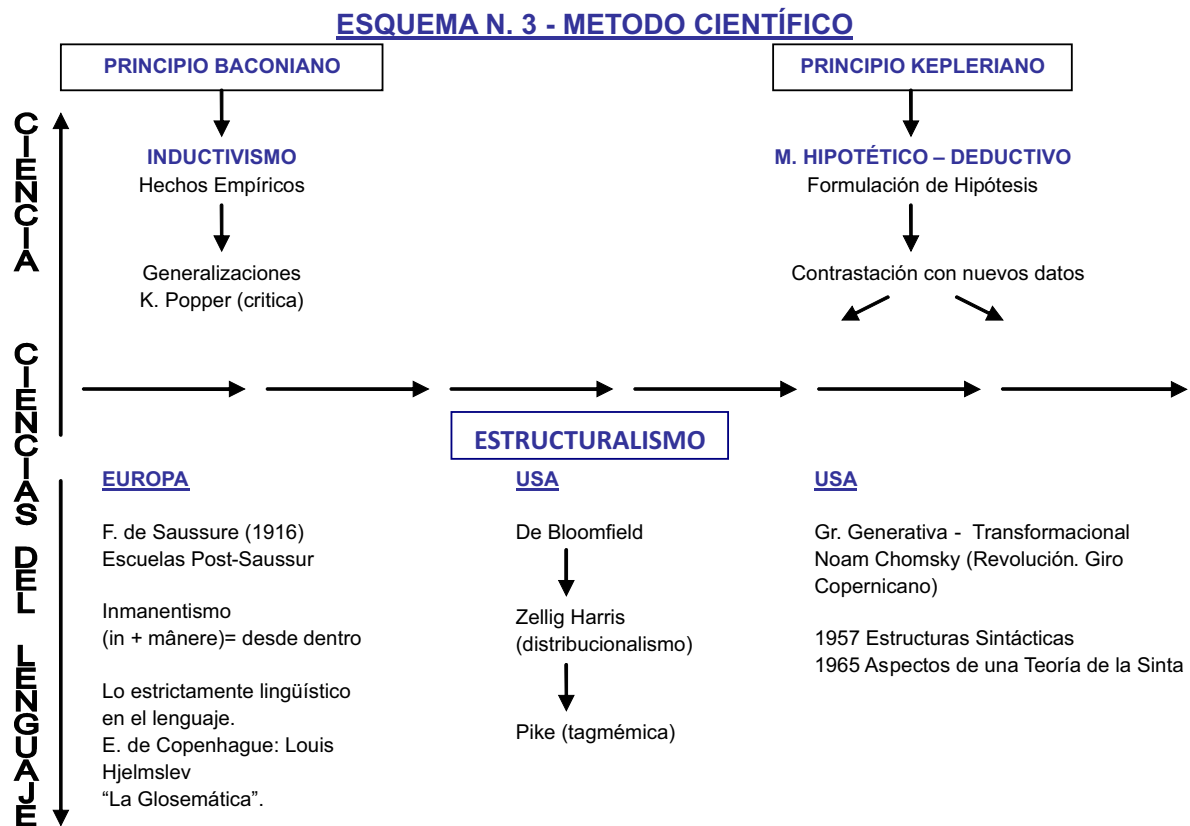 ESQUEMA N. 3 - METODO CIENTÍFICO
PRINCIPIO BACONIANO
PRINCIPIO KEPLERIANO
CIENCIA
INDUCTIVISMO
Hechos Empíricos
Generalizaciones
K. Popper (critica)
M. HIPOTÉTICO – DEDUCTIVO
Formulación de Hipótesis
Contrastación con nuevos datos
CIENCIAS DEL LENGUAJE
ESTRUCTURALISMO
EUROPA
F. de Saussure (1916)
Escuelas Post-Saussur
Inmanentismo
(in + mânere)= desde dentro
Lo estrictamente lingüístico
en el lenguaje.
E. de Copenhague: Louis
Hjelmslev
“La Glosemática”.
USA
De Bloomfield
Zellig Harris
(distribucionalismo)
Pike (tagmémica)
USA
Gr. Generativa - Transformacional
Noam Chomsky (Revolución. Giro
Copernicano)
1957 Estructuras Sintácticas
1965 Aspectos de una Teoría de la Sinta